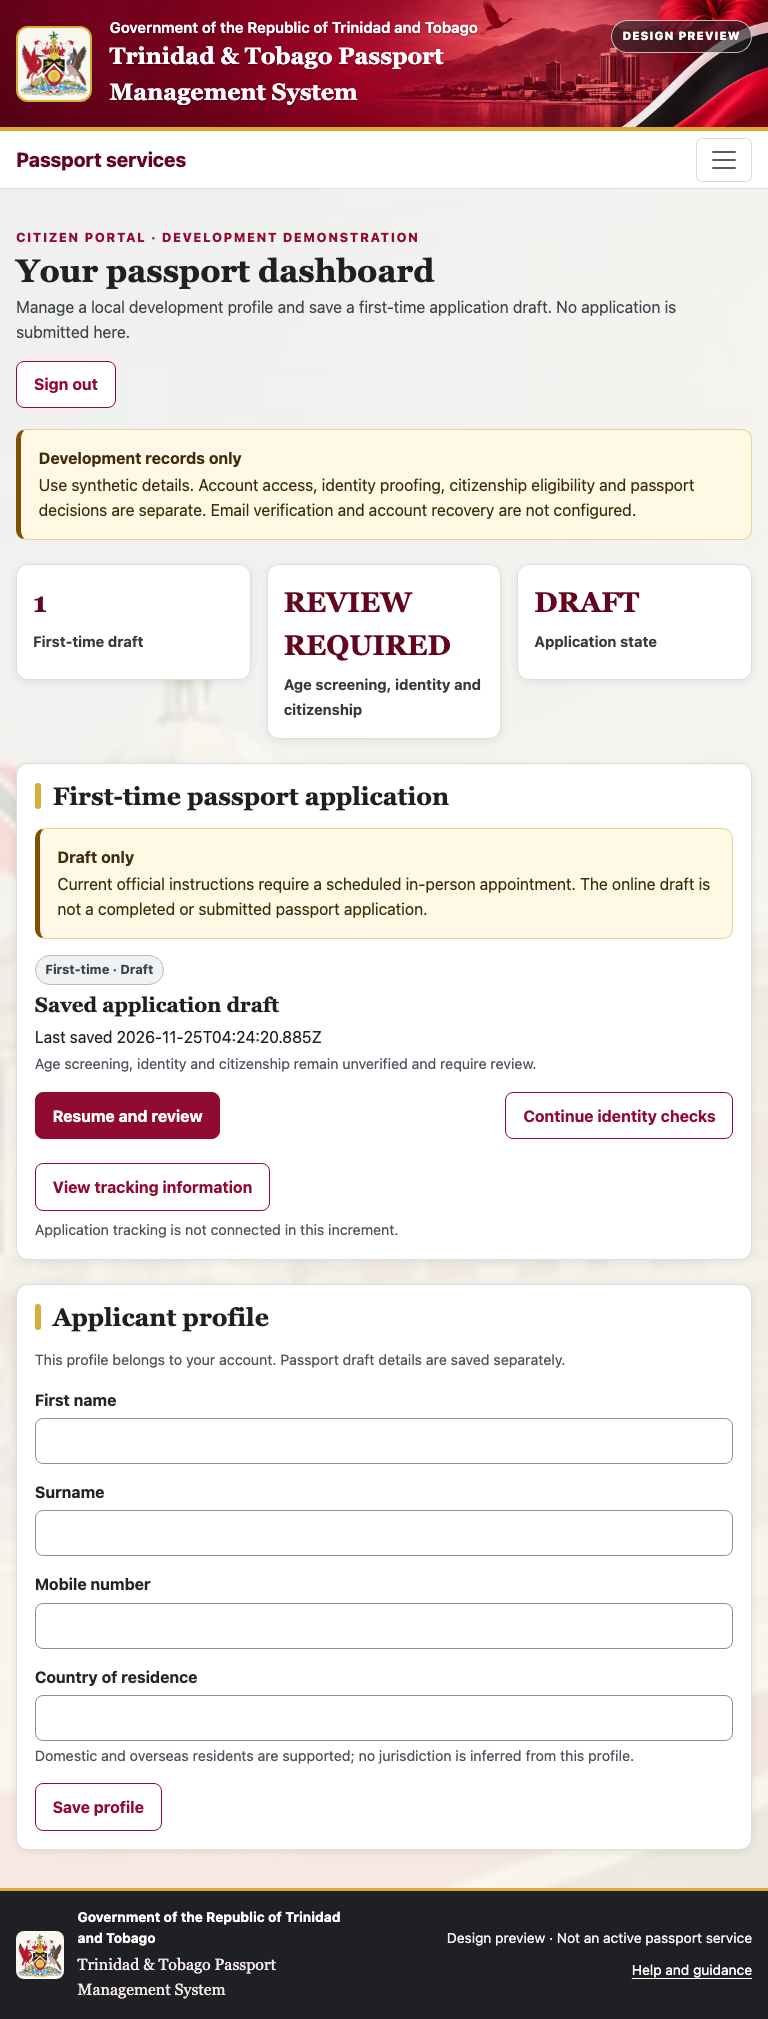 Government of the Republic of Trinidad and Tobago
Trinidad & Tobago Passport
Management System
DESIGN PREVIEW
Passport services
CITIZEN PORTAL · DEVELOPMENT DEMONSTRATION
Your passport dashboard
Manage a local development profile and save a first-time application draft. No application is
submitted here.
Sign out
Development records only
Use synthetic details. Account access, identity proofing, citizenship eligibility and passport
decisions are separate. Email verification and account recovery are not configured.
1
First-time draft
REVIEW
REQUIRED
Age screening, identity and
citizenship
DRAFT
Application state
First-time passport application
Draft only
Current official instructions require a scheduled in-person appointment. The online draft is
not a completed or submitted passport application.
First-time · Draft
Saved application draft
Last saved 2026-11-25T04:24:20.885Z
Age screening, identity and citizenship remain unverified and require review.
Resume and review
Continue identity checks
View tracking information
Application tracking is not connected in this increment.
Applicant profile
This profile belongs to your account. Passport draft details are saved separately.
First name
Surname
Mobile number
Country of residence
Domestic and overseas residents are supported; no jurisdiction is inferred from this profile.
Save profile
Government of the Republic of Trinidad
and Tobago
Trinidad & Tobago Passport
Management System
Design preview · Not an active passport service
Help and guidance